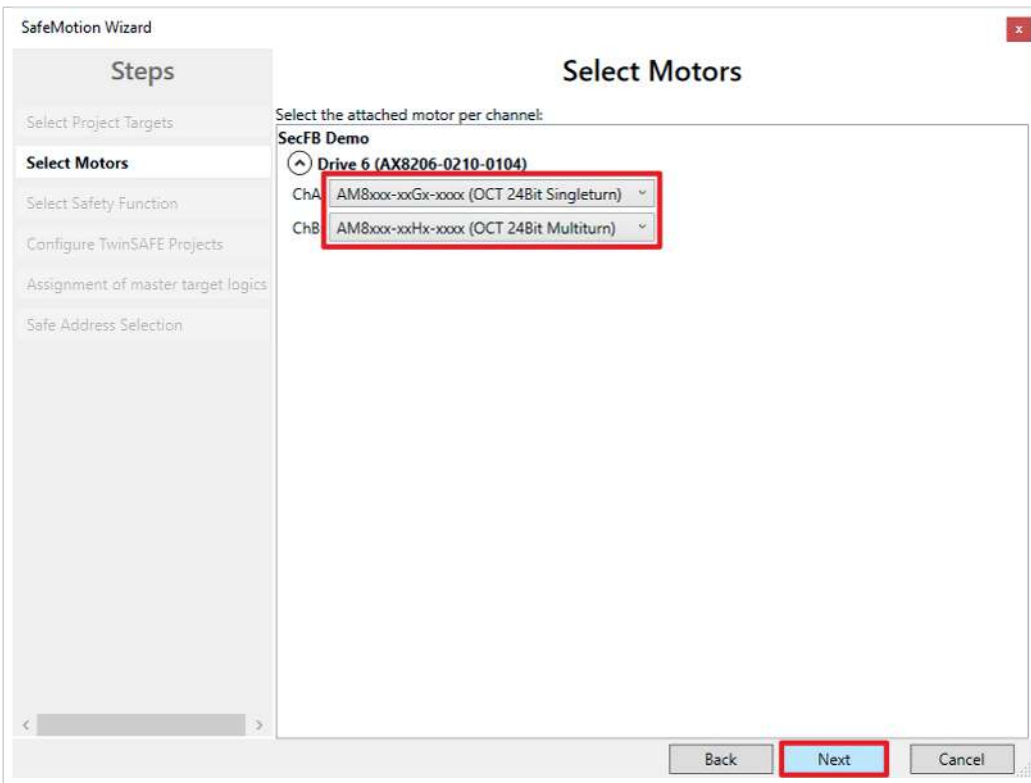 SafeMotion Wizard
x
Steps
Select Project Targets
Select Motors
Select Safety Function
Configure TwinSAFE Projects
Assignment of master target logics
Safe Address Selection
Select Motors
Select the attached motor per channel:
SecFB Demo
Drive 6 (AX8206-0210-0104)
ChA AM8xxx-xxGx-xxxx (OCT 24Bit Singleturn)
ChB AM8xxx-xxHx-xxxx (OCT 24Bit Multiturn)
Back Next Cancel